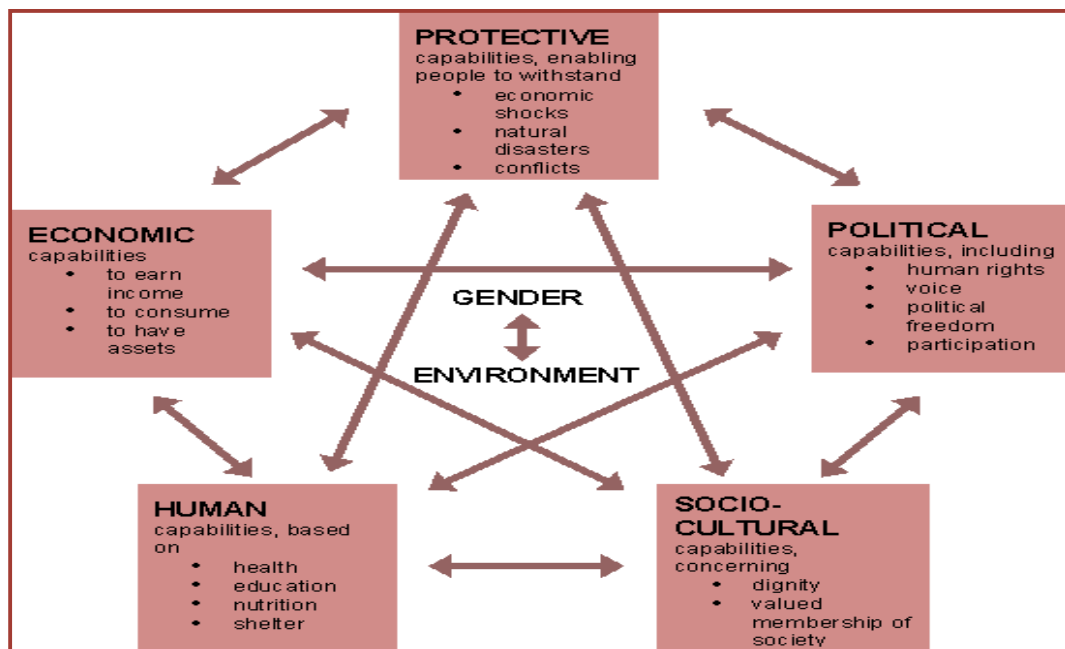 PROTECTIVE
capabilities, enabling
people to withstand
• economic
shocks
• natural
disasters
• conflicts
ECONOMIC
capabilities
• to earn
income
• to consume
• to have
assets
POLITICAL
capabilities, including
• human rights
• voice
• political
freedom
• participation
GENDER
ENVIRONMENT
HUMAN
capabilities, based
on
• health
• education
• nutrition
• shelter
SOCIO-
CULTURAL
capabilities,
concerning
• dignity
• valued
membership of
society